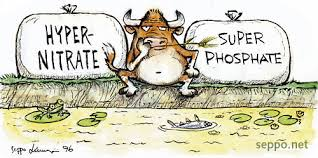 HYPER-
NITRATE
SUPER
PHOSPHATE
seppo.net